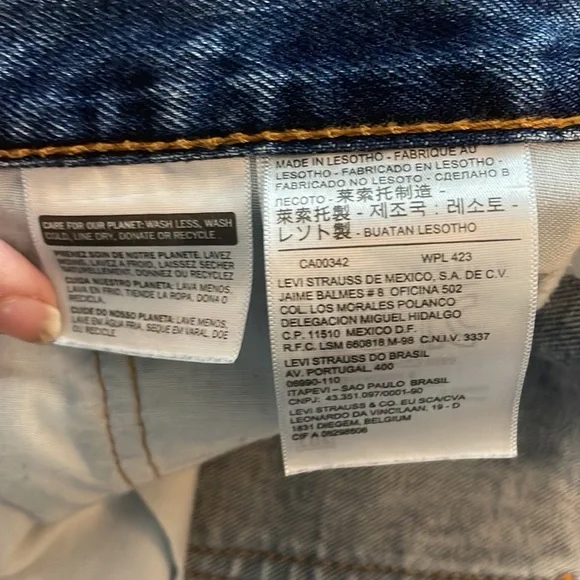 CARE FOR OUR PLANET: WASH LESS, WASH
COLD, LINE DRY, DONATE OR RECYCLE
PRENEZ SOIN DE NOTRE PLANÈTE. LAVEZ
MOINS, LAVEZ À FROID, LAISSEZ SÉCHER
NATURELLEMENT, DONNEZ OU RECYCLEZ
CUIDA NUESTRO PLANETA: LAVA MENOS,
LAVA EN FRÍO, TIENDE LA ROPA, DONA O
RECICLA
CUIDE DO NOSSO PLANETA: LAVE MENOS,
LAVE EM ÁGUA FRIA, SEQUE EM VARAL, DOE
OU RECICLE
MADE IN LESOTHO - FABRIQUE AU
LESOTHO - FABRICADO EN LESOTHO -
FABRICADO NO LESOTO - СДЕЛАНО В
ЛЕСОТО - 莱索托制造 -
萊索托製 - 제조국 : 레소토 -
レソト製 - BUATAN LESOTHO
CA00342 WPL 423
LEVI STRAUSS DE MEXICO, S.A. DE C.V.
JAIME BALMES # 8 OFICINA 502
COL. LOS MORALES POLANCO
DELEGACION MIGUEL HIDALGO
C.P. 11510 MEXICO D.F.
R.F.C. LSM 660818 M-98 C.N.I.V. 3337
LEVI STRAUSS DO BRASIL
AV. PORTUGAL, 400
06690-110
ITAPEVI – SAO PAULO BRASIL
CNPJ: 43.351.097/0001-90
LEVI STRAUSS & CO. EU SCA/CVA
LEONARDO DA VINCILAAN, 19 - D
1831 DIEGEM, BELGIUM
CIF A 08298606